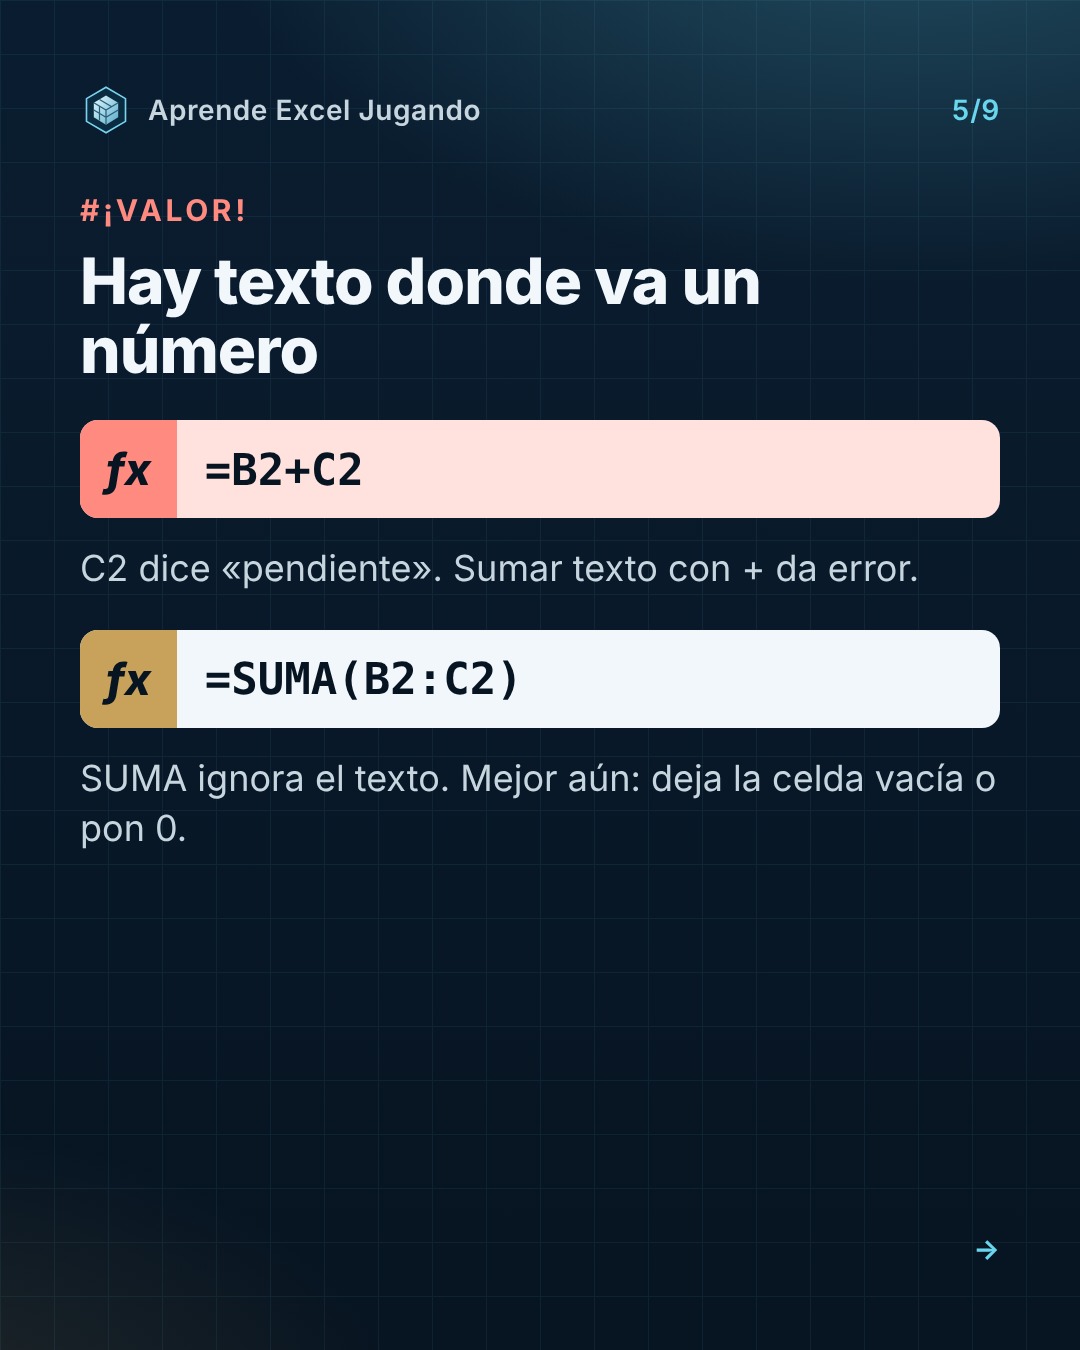 Aprende Excel Jugando
5/9
#¡VALOR!
Hay texto donde va un
número
fx =B2+C2
C2 dice «pendiente». Sumar texto con + da error.
fx =SUMA(B2:C2)
SUMA ignora el texto. Mejor aún: deja la celda vacía o
pon 0.
→